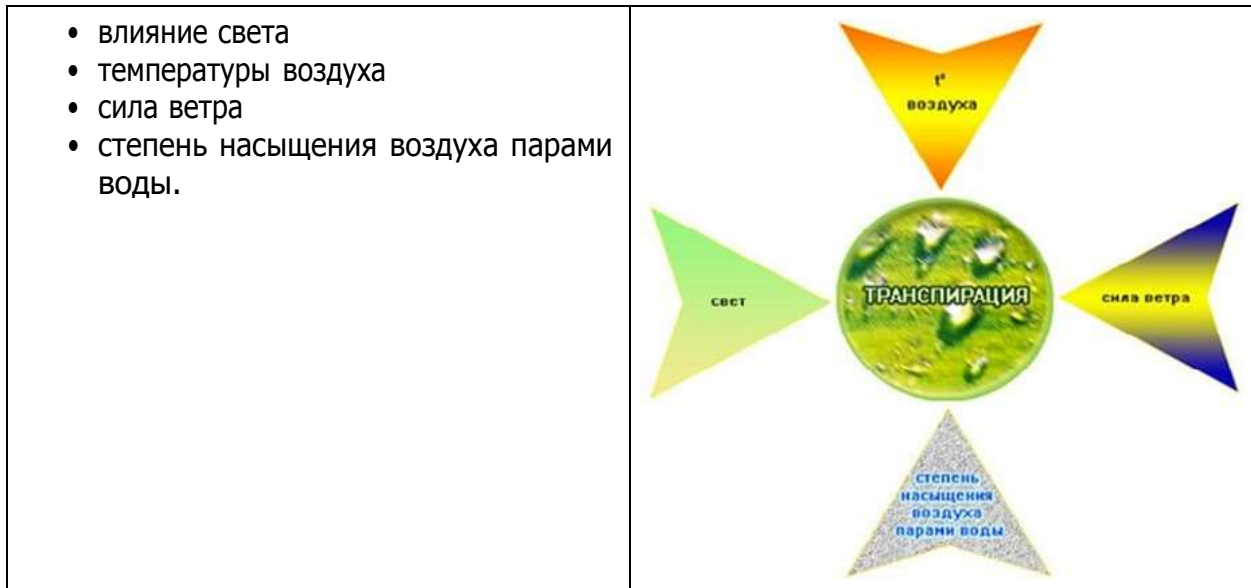 • влияние света
• температуры воздуха
• сила ветра
• степень насыщения воздуха парами
воды.
t°
воздуха
свет
ТРАНСПИРАЦИЯ
сила ветра
степень
насыщения
воздуха
парами воды